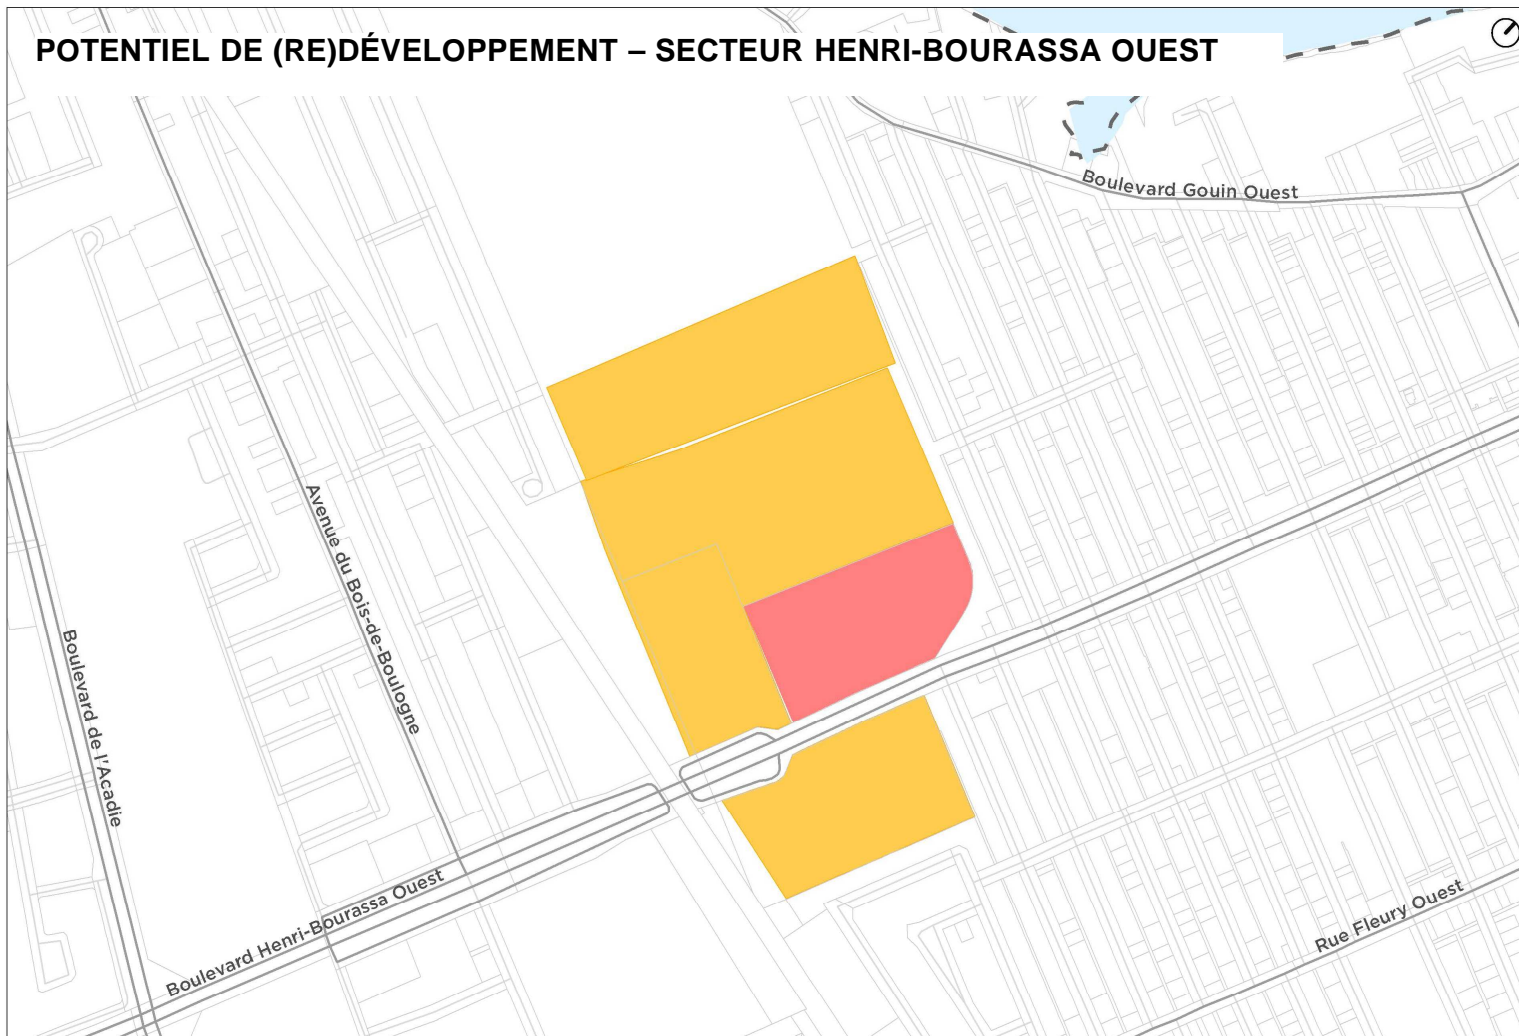 POTENTIEL DE (RE)DÉVELOPPEMENT – SECTEUR HENRI-BOURASSA OUEST
Boulevard Gouin Ouest
Avenue du Bois-de-Boulogne
Boulevard de l'Acadie
Boulevard Henri-Bourassa Ouest
Rue Fleury Ouest